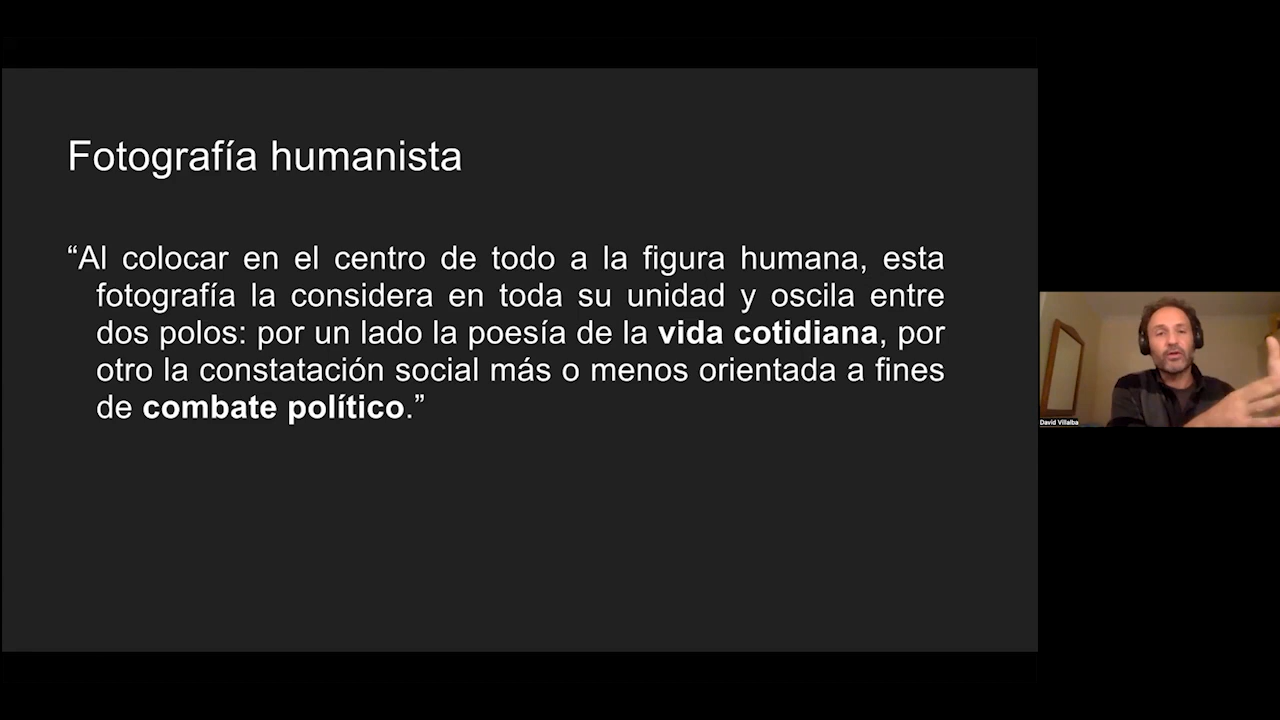 Fotografía humanista
“Al colocar en el centro de todo a la figura humana, esta
fotografía la considera en toda su unidad y oscila entre
dos polos: por un lado la poesía de la vida cotidiana, por
otro la constatación social más o menos orientada a fines
de combate político.”
David Villalba